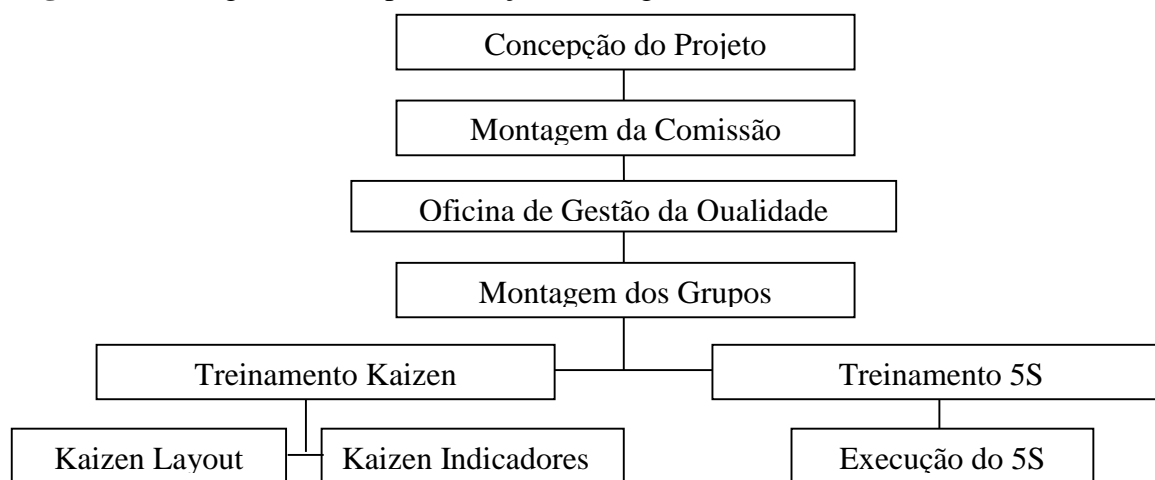 Concepção do Projeto
Montagem da Comissão
Oficina de Gestão da Qualidade
Montagem dos Grupos
Treinamento Kaizen
Treinamento 5S
Kaizen Layout
Kaizen Indicadores
Execução do 5S